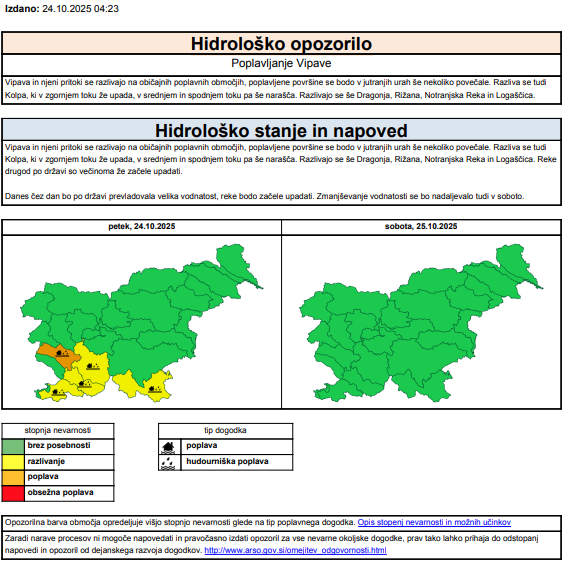 Izdano: 24.10.2025 04:23
Hidrološko opozorilo
Poplavljanje Vipave
Vipava in njeni pritoki se razlivajo na običajnih poplavnih območjih, poplavljene površine se bodo v jutranjih urah še nekoliko povečale. Razliva se tudi
Kolpa, ki v zgornjem toku že upada, v srednjem in spodnjem toku pa še narašča. Razlivajo se še Dragonja, Rižana, Notranjska Reka in Logaščica.
Hidrološko stanje in napoved
Vipava in njeni pritoki se razlivajo na običajnih poplavnih območjih, poplavljene površine se bodo v jutranjih urah še nekoliko povečale. Razliva se tudi
Kolpa, ki v zgornjem toku že upada, v srednjem in spodnjem toku pa še narašča. Razlivajo se še Dragonja, Rižana, Notranjska Reka in Logaščica. Reke
drugod po državi so večinoma že začele upadati.
Danes čez dan bo po državi prevladovala velika vodnatost, reke bodo začele upadati. Zmanjševanje vodnatosti se bo nadaljevalo tudi v soboto.
petek, 24.10.2025
sobota, 25.10.2025
stopnja nevarnosti
brez posebnosti
razlivanje
poplava
obsežna poplava
tip dogodka
poplava
hudourniška poplava
Opozorilna barva območja opredeljuje višjo stopnjo nevarnosti glede na tip poplavnega dogodka. Opis stopenj nevarnosti in možnih učinkov
Zaradi narave procesov ni mogoče napovedati in pravočasno izdati opozoril za vse nevarne okoljske dogodke, prav tako lahko prihaja do odstopanj
napovedi in opozoril od dejanskega razvoja dogodkov. http://www.arso.gov.si/omejitev_odgovornosti.html